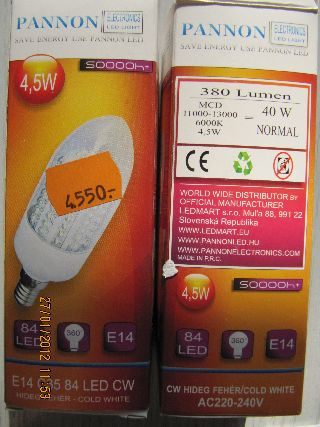 PANNON ELECTRONICS
LED LIGHT
SAVE ENERGY USE PANNON LED
50000h+
4,5W
4.550.-
84
LED
360°
E14
E14 C35 84 LED CW
HIDEG FEHÉR - COLD WHITE
27/01/2012 13:53
PANNON ELECTRONICS
LED LIGHT
SAVE ENERGY USE PANNON LED
380 Lumen
MCD
11000-13000
6000K
4,5W
= 40 W
NORMAL
CE
WORLD WIDE DISTRIBUTOR BY
OFFICIAL MANUFACTURER
LEDMART s.r.o. Muľa 88, 991 22
Slovenská Republika
WWW.LEDMART.EU
WWW.PANNONLED.HU
WWW.PANNONELECTRONICS.COM
MADE IN P.R.C.
50000h+
4,5W
84
LED
360°
E14
CW HIDEG FEHÉR/COLD WHITE
AC220-240V